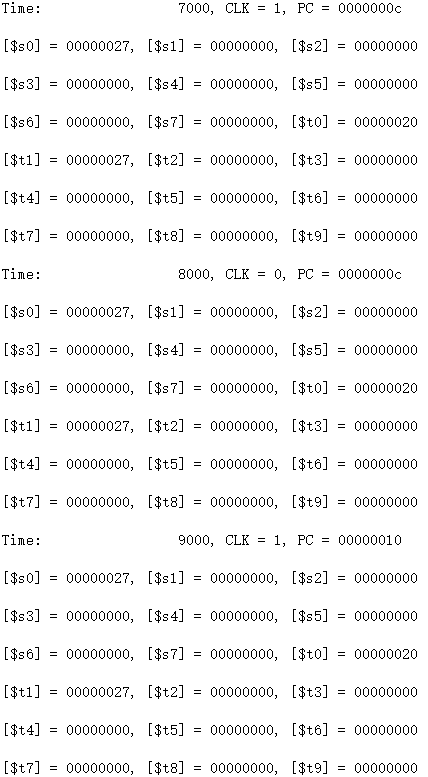 Time:                 7000, CLK = 1, PC = 0000000c
[$s0] = 00000027, [$s1] = 00000000, [$s2] = 00000000
[$s3] = 00000000, [$s4] = 00000000, [$s5] = 00000000
[$s6] = 00000000, [$s7] = 00000000, [$t0] = 00000020
[$t1] = 00000027, [$t2] = 00000000, [$t3] = 00000000
[$t4] = 00000000, [$t5] = 00000000, [$t6] = 00000000
[$t7] = 00000000, [$t8] = 00000000, [$t9] = 00000000
Time:                 8000, CLK = 0, PC = 0000000c
[$s0] = 00000027, [$s1] = 00000000, [$s2] = 00000000
[$s3] = 00000000, [$s4] = 00000000, [$s5] = 00000000
[$s6] = 00000000, [$s7] = 00000000, [$t0] = 00000020
[$t1] = 00000027, [$t2] = 00000000, [$t3] = 00000000
[$t4] = 00000000, [$t5] = 00000000, [$t6] = 00000000
[$t7] = 00000000, [$t8] = 00000000, [$t9] = 00000000
Time:                 9000, CLK = 1, PC = 00000010
[$s0] = 00000027, [$s1] = 00000000, [$s2] = 00000000
[$s3] = 00000000, [$s4] = 00000000, [$s5] = 00000000
[$s6] = 00000000, [$s7] = 00000000, [$t0] = 00000020
[$t1] = 00000027, [$t2] = 00000000, [$t3] = 00000000
[$t4] = 00000000, [$t5] = 00000000, [$t6] = 00000000
[$t7] = 00000000, [$t8] = 00000000, [$t9] = 00000000